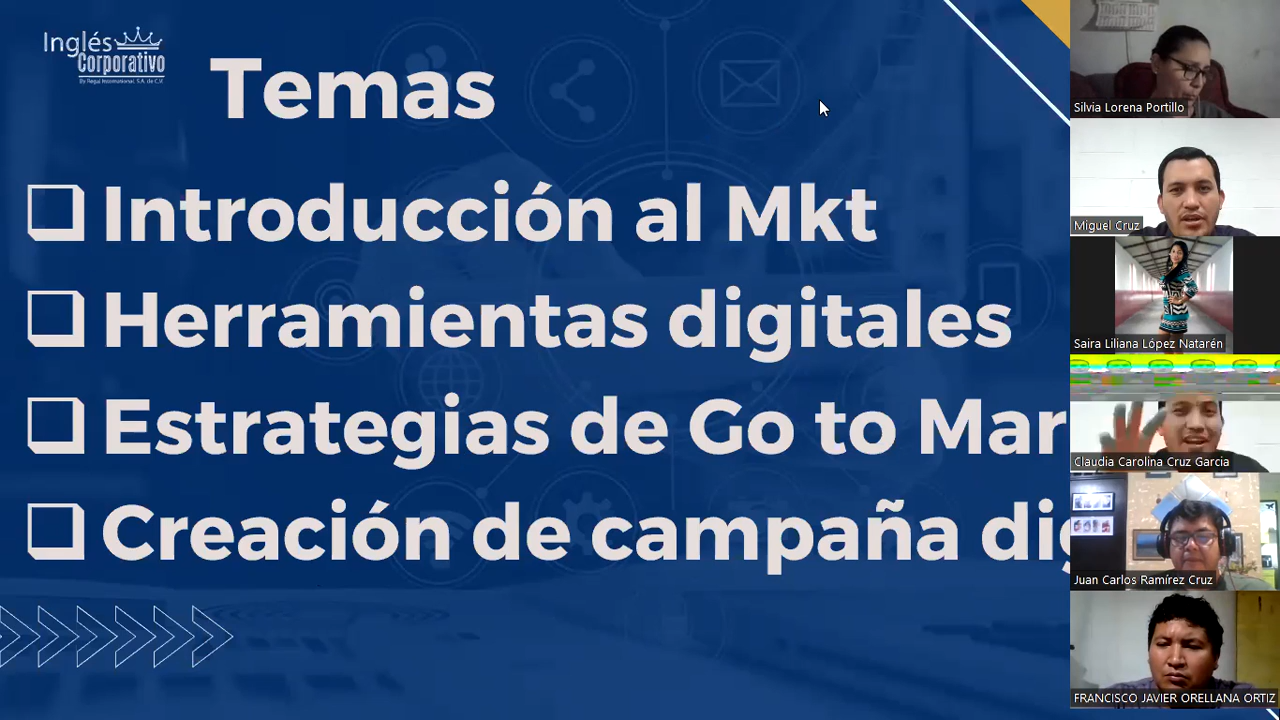 Inglés
Corporativo
Temas
Introducción al Mkt
Herramientas digitales
Estrategias de Go to Mar
Creación de campaña dig
Silvia Lorena Portillo
Miguel Cruz
Saira Liliana López Natarén
Claudia Carolina Cruz Garcia
Juan Carlos Ramírez Cruz
FRANCISCO JAVIER ORELLANA ORTIZ